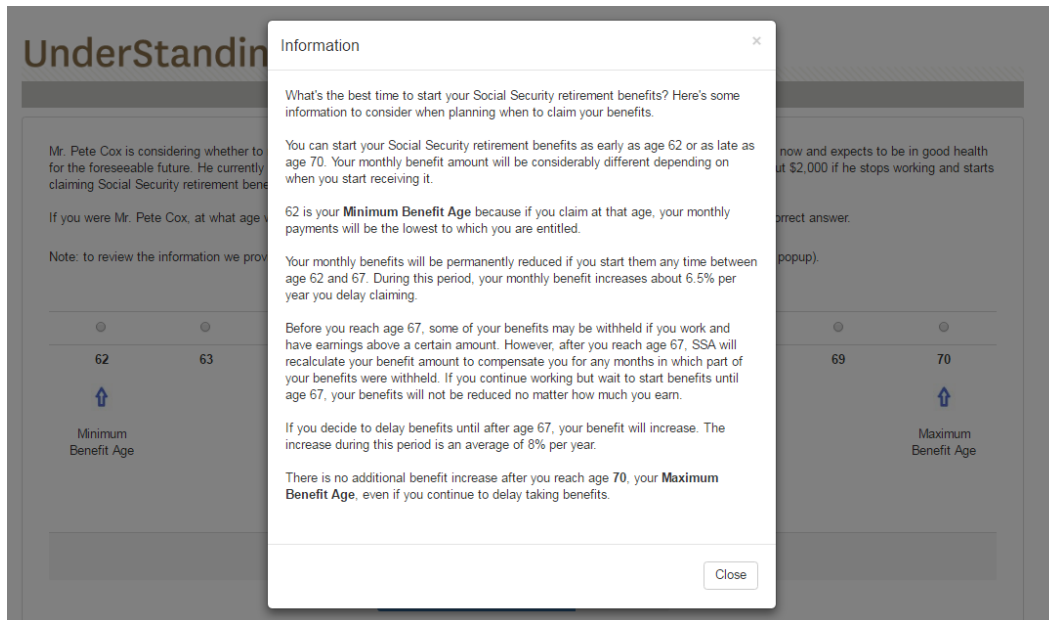 UnderStandin
Information
×
What's the best time to start your Social Security retirement benefits? Here's some
information to consider when planning when to claim your benefits.
You can start your Social Security retirement benefits as early as age 62 or as late as
age 70. Your monthly benefit amount will be considerably different depending on
when you start receiving it.
62 is your Minimum Benefit Age because if you claim at that age, your monthly
payments will be the lowest to which you are entitled.
Your monthly benefits will be permanently reduced if you start them any time between
age 62 and 67. During this period, your monthly benefit increases about 6.5% per
year you delay claiming.
Before you reach age 67, some of your benefits may be withheld if you work and
have earnings above a certain amount. However, after you reach age 67, SSA will
recalculate your benefit amount to compensate you for any months in which part of
your benefits were withheld. If you continue working but wait to start benefits until
age 67, your benefits will not be reduced no matter how much you earn.
If you decide to delay benefits until after age 67, your benefit will increase. The
increase during this period is an average of 8% per year.
There is no additional benefit increase after you reach age 70, your Maximum
Benefit Age, even if you continue to delay taking benefits.
Close
Mr. Pete Cox is considering whether to
now and expects to be in good health
for the foreseeable future. He currently
ut $2,000 if he stops working and starts
claiming Social Security retirement bene
If you were Mr. Pete Cox, at what age w
orrect answer.
Note: to review the information we prov
popup).
62 63 69 70
Minimum
Benefit Age
Maximum
Benefit Age